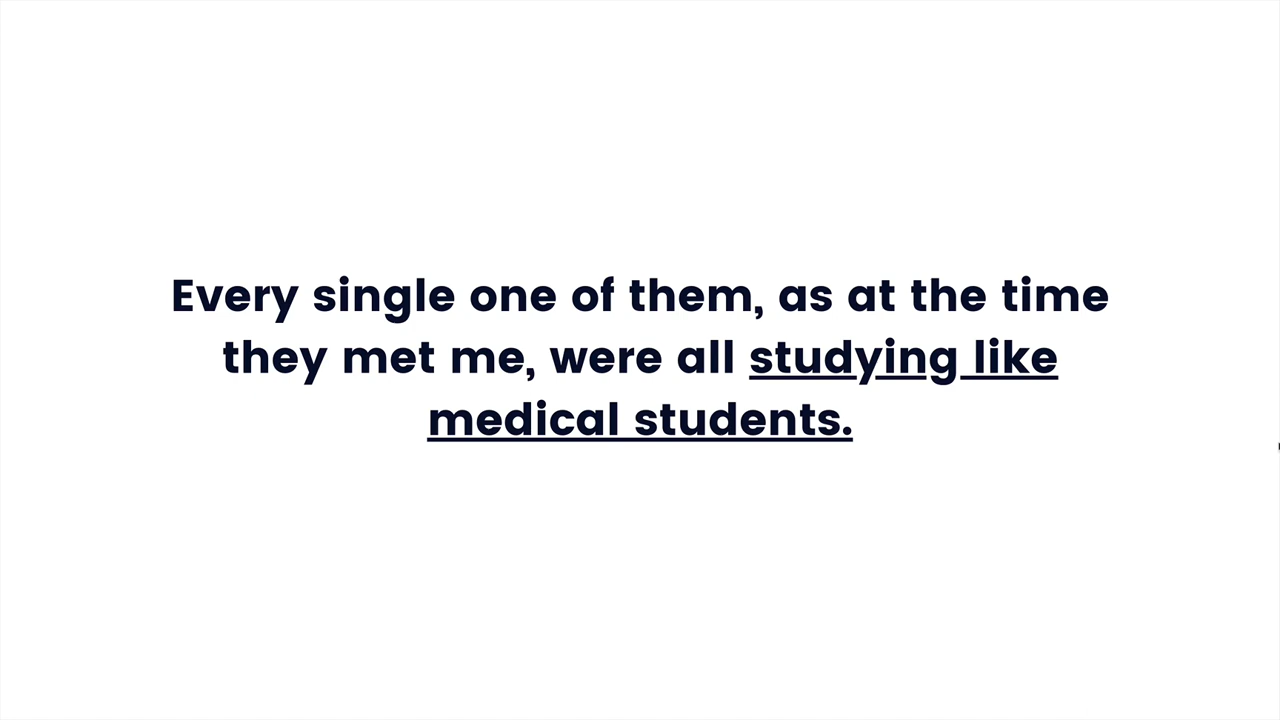 Every single one of them, as at the time
they met me, were all studying like
medical students.